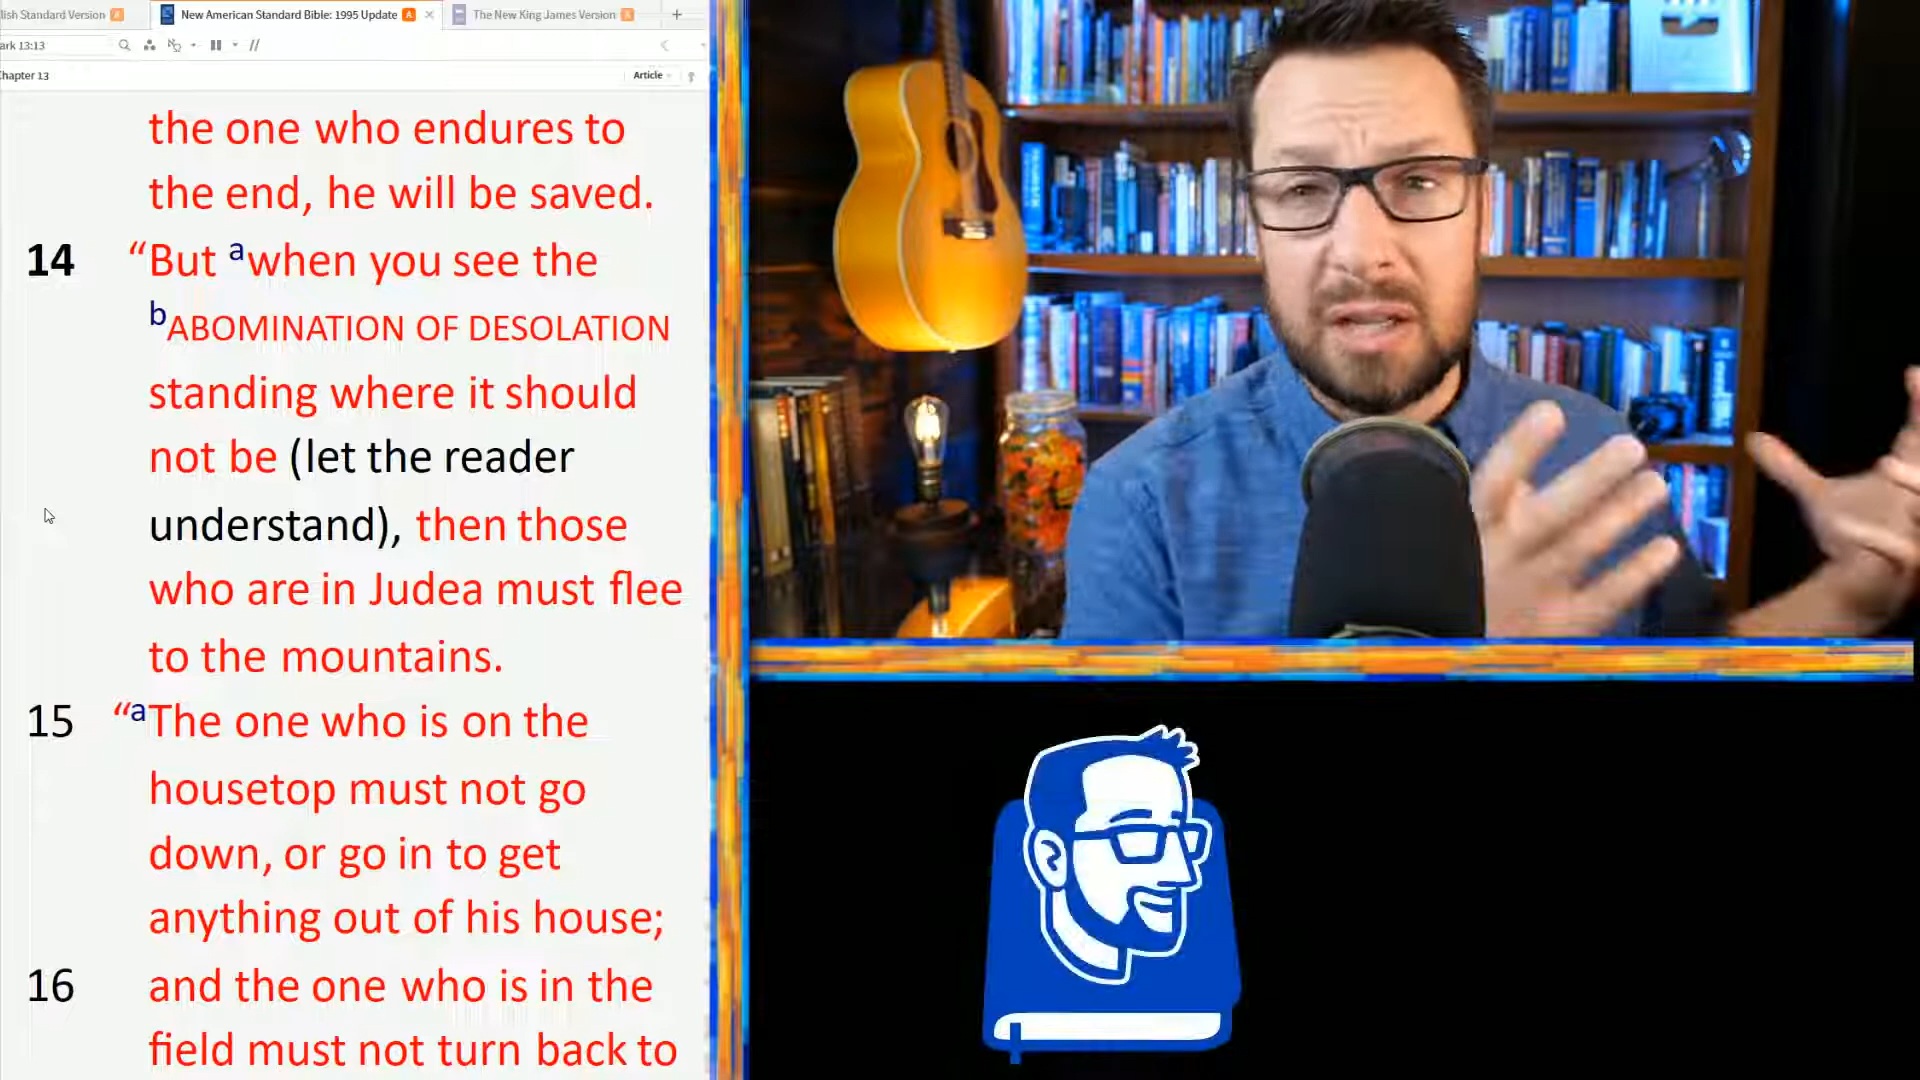 lish Standard Version A
New American Standard Bible: 1995 Update A
The New King James Version A
ark 13:13
Chapter 13
Article
the one who endures to
the end, he will be saved.
14 “But a when you see the
b ABOMINATION OF DESOLATION
standing where it should
not be (let the reader
understand), then those
who are in Judea must flee
to the mountains.
15 “a The one who is on the
housetop must not go
down, or go in to get
anything out of his house;
16 and the one who is in the
field must not turn back to